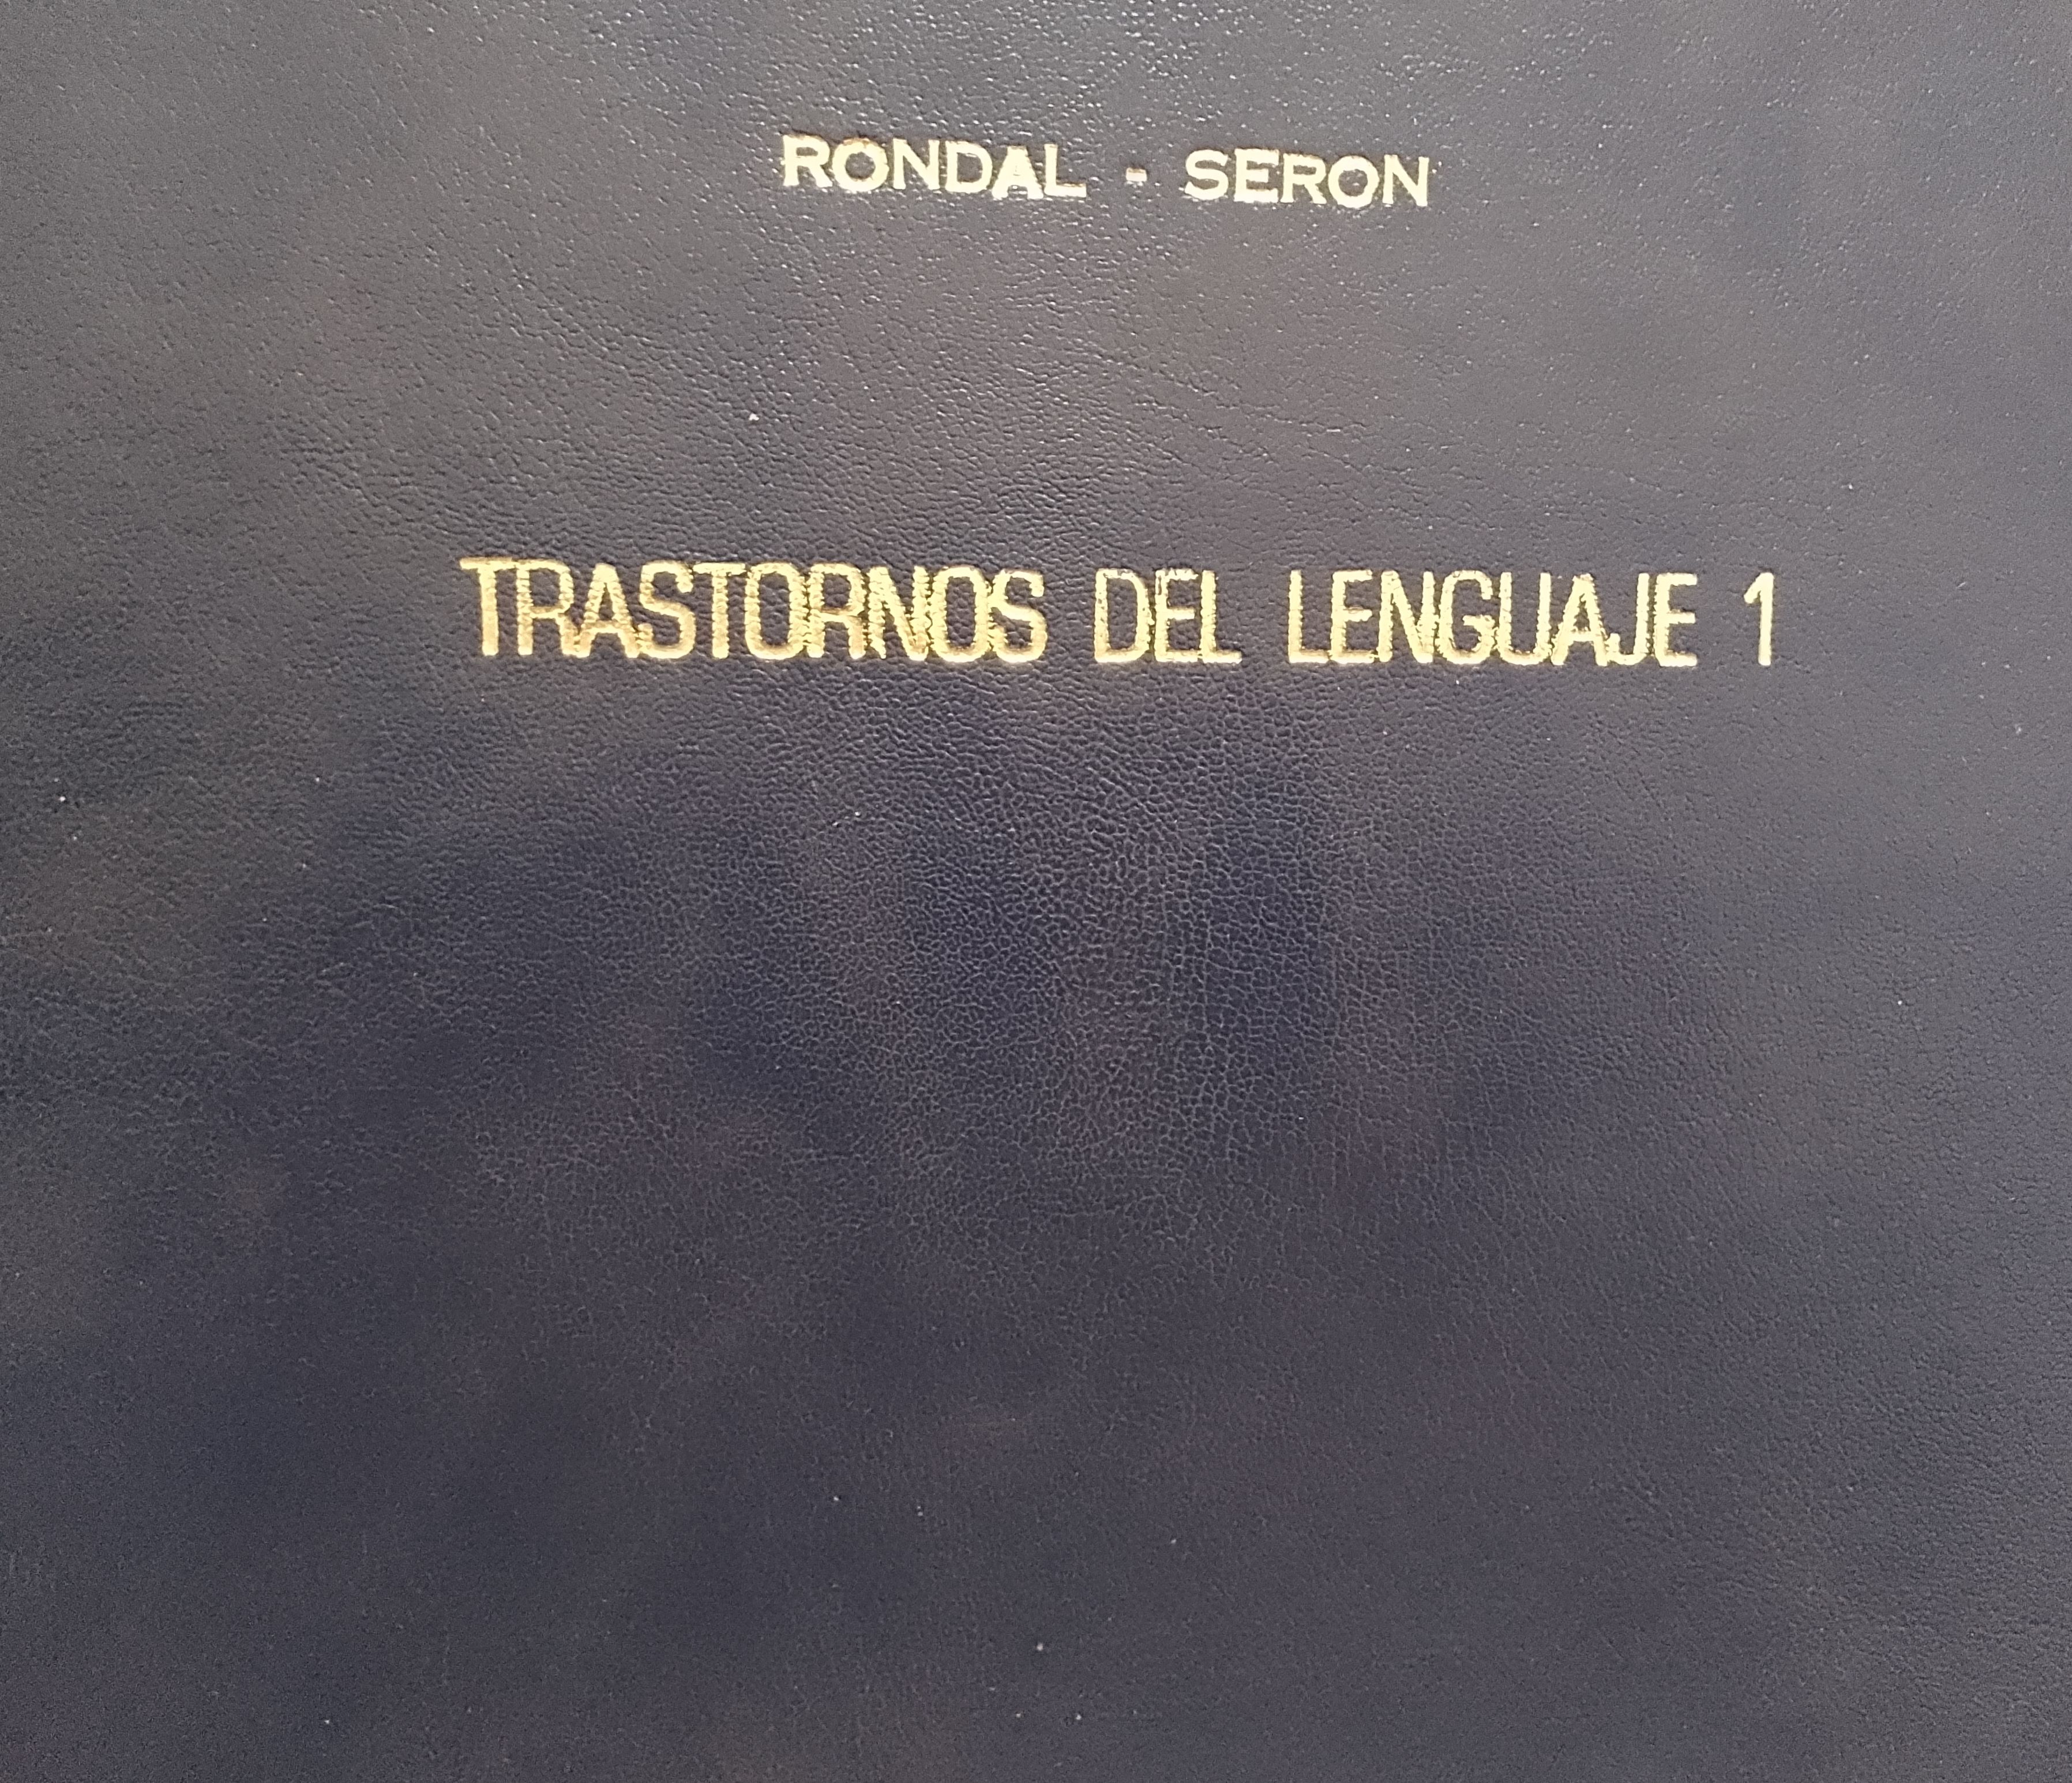 RONDAL - SERON
TRASTORNOS DEL LENGUAJE 1